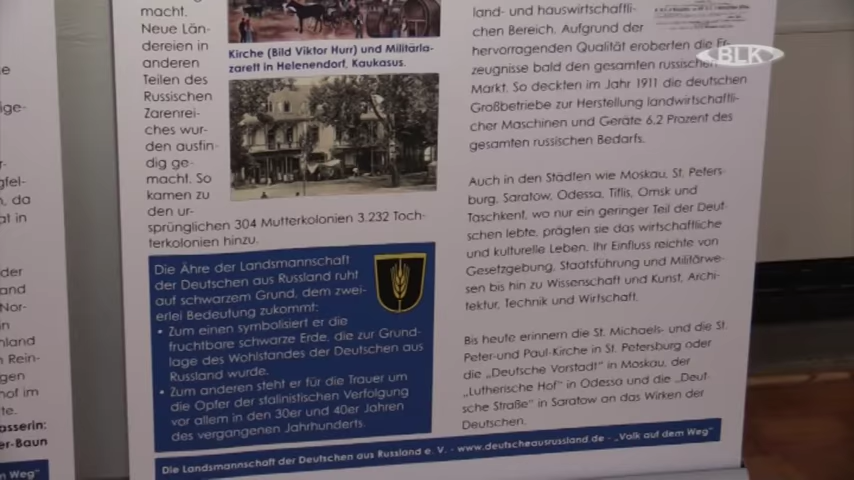 macht.
Neue Län-
dereien in
anderen
Teilen des
Russischen
Zarenrei-
ches wur-
den ausfin-
dig ge-
macht. So
kamen zu
den ur-
sprünglichen 304 Mutterkolonien 3.232 Toch-
terkolonien hinzu.
Kirche (Bild Viktor Hurr) und Militärla-
zarett in Helenendorf, Kaukasus.
Die Ähre der Landsmannschaft
der Deutschen aus Russland ruht
auf schwarzem Grund, dem zwei-
erlei Bedeutung zukommt:
• Zum einen symbolisiert er die
fruchtbare schwarze Erde, die zur Grund-
lage des Wohlstandes der Deutschen aus
Russland wurde.
• Zum anderen steht er für die Trauer um
die Opfer der stalinistischen Verfolgung
vor allem in den 30er und 40er Jahren
des vergangenen Jahrhunderts.
land- und hauswirtschaftli-
chen Bereich. Aufgrund der
hervorragenden Qualität eroberten die Er-
zeugnisse bald den gesamten russischen
Markt. So deckten im Jahr 1911 die deutschen
Großbetriebe zur Herstellung landwirtschaftli-
cher Maschinen und Geräte 6,2 Prozent des
gesamten russischen Bedarfs.
Auch in den Städten wie Moskau, St. Peters-
burg, Saratow, Odessa, Tiflis, Omsk und
Taschkent, wo nur ein geringer Teil der Deut-
schen lebte, prägten sie das wirtschaftliche
und kulturelle Leben. Ihr Einfluss reichte von
Gesetzgebung, Staatsführung und Militärwe-
sen bis hin zu Wissenschaft und Kunst, Archi-
tektur, Technik und Wirtschaft.
Bis heute erinnern die St. Michaels- und die St.
Peter-und Paul-Kirche in St. Petersburg oder
die „Deutsche Vorstadt" in Moskau, der
„Lutherische Hof" in Odessa und die „Deut-
sche Straße" in Saratow an das Wirken der
Deutschen.
Die Landsmannschaft der Deutschen aus Russland e. V. - www.deutscheausrussland.de - „Volk auf dem Weg"
BLK